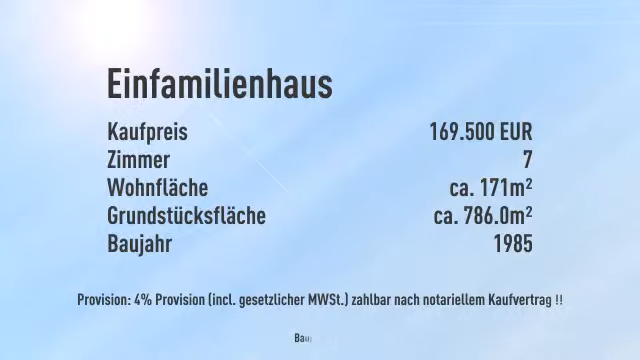 Einfamilienhaus
Kaufpreis 169.500 EUR
Zimmer 7
Wohnfläche ca. 171m²
Grundstücksfläche ca. 786.0m²
Baujahr 1985
Provision: 4% Provision (incl. gesetzlicher MWSt.) zahlbar nach notariellem Kaufvertrag !!